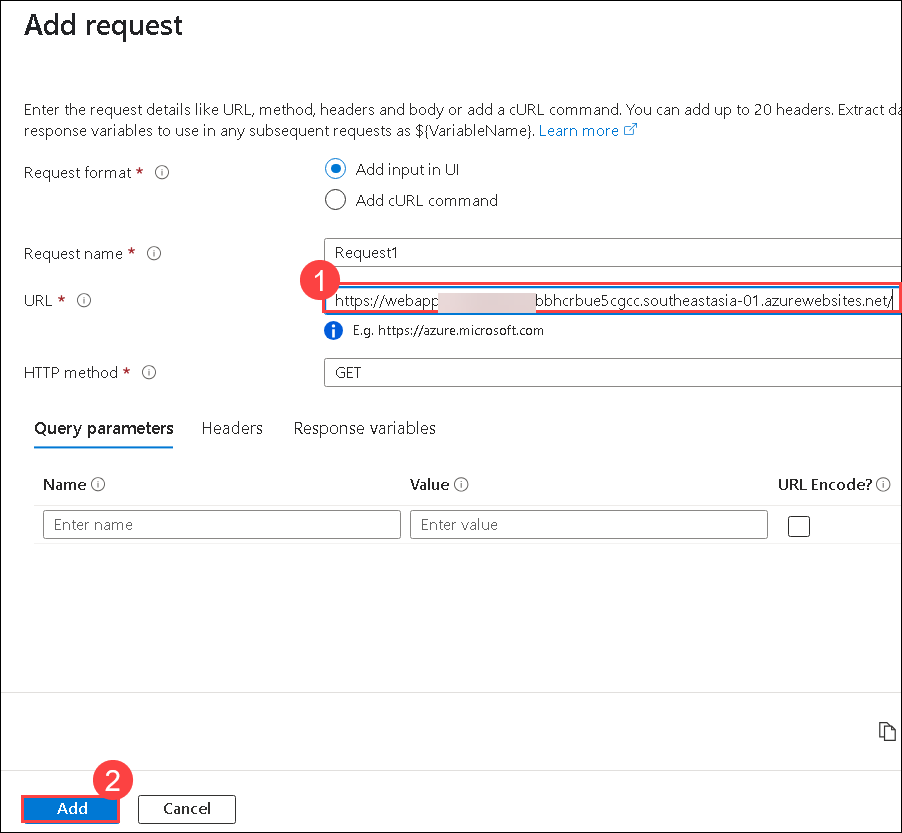 Add request
Enter the request details like URL, method, headers and body or add a cURL command. You can add up to 20 headers. Extract
response variables to use in any subsequent requests as ${VariableName}. Learn more
Request format *
Add input in UI
Add cURL command
Request name *
Request1
1
URL *
https://webapp bbhcrbue5cgcc.southeastasia-01.azurewebsites.net/
E.g. https://azure.microsoft.com
HTTP method *
GET
Query parameters Headers Response variables
Name Value URL Encode?
Enter name Enter value
2
Add Cancel